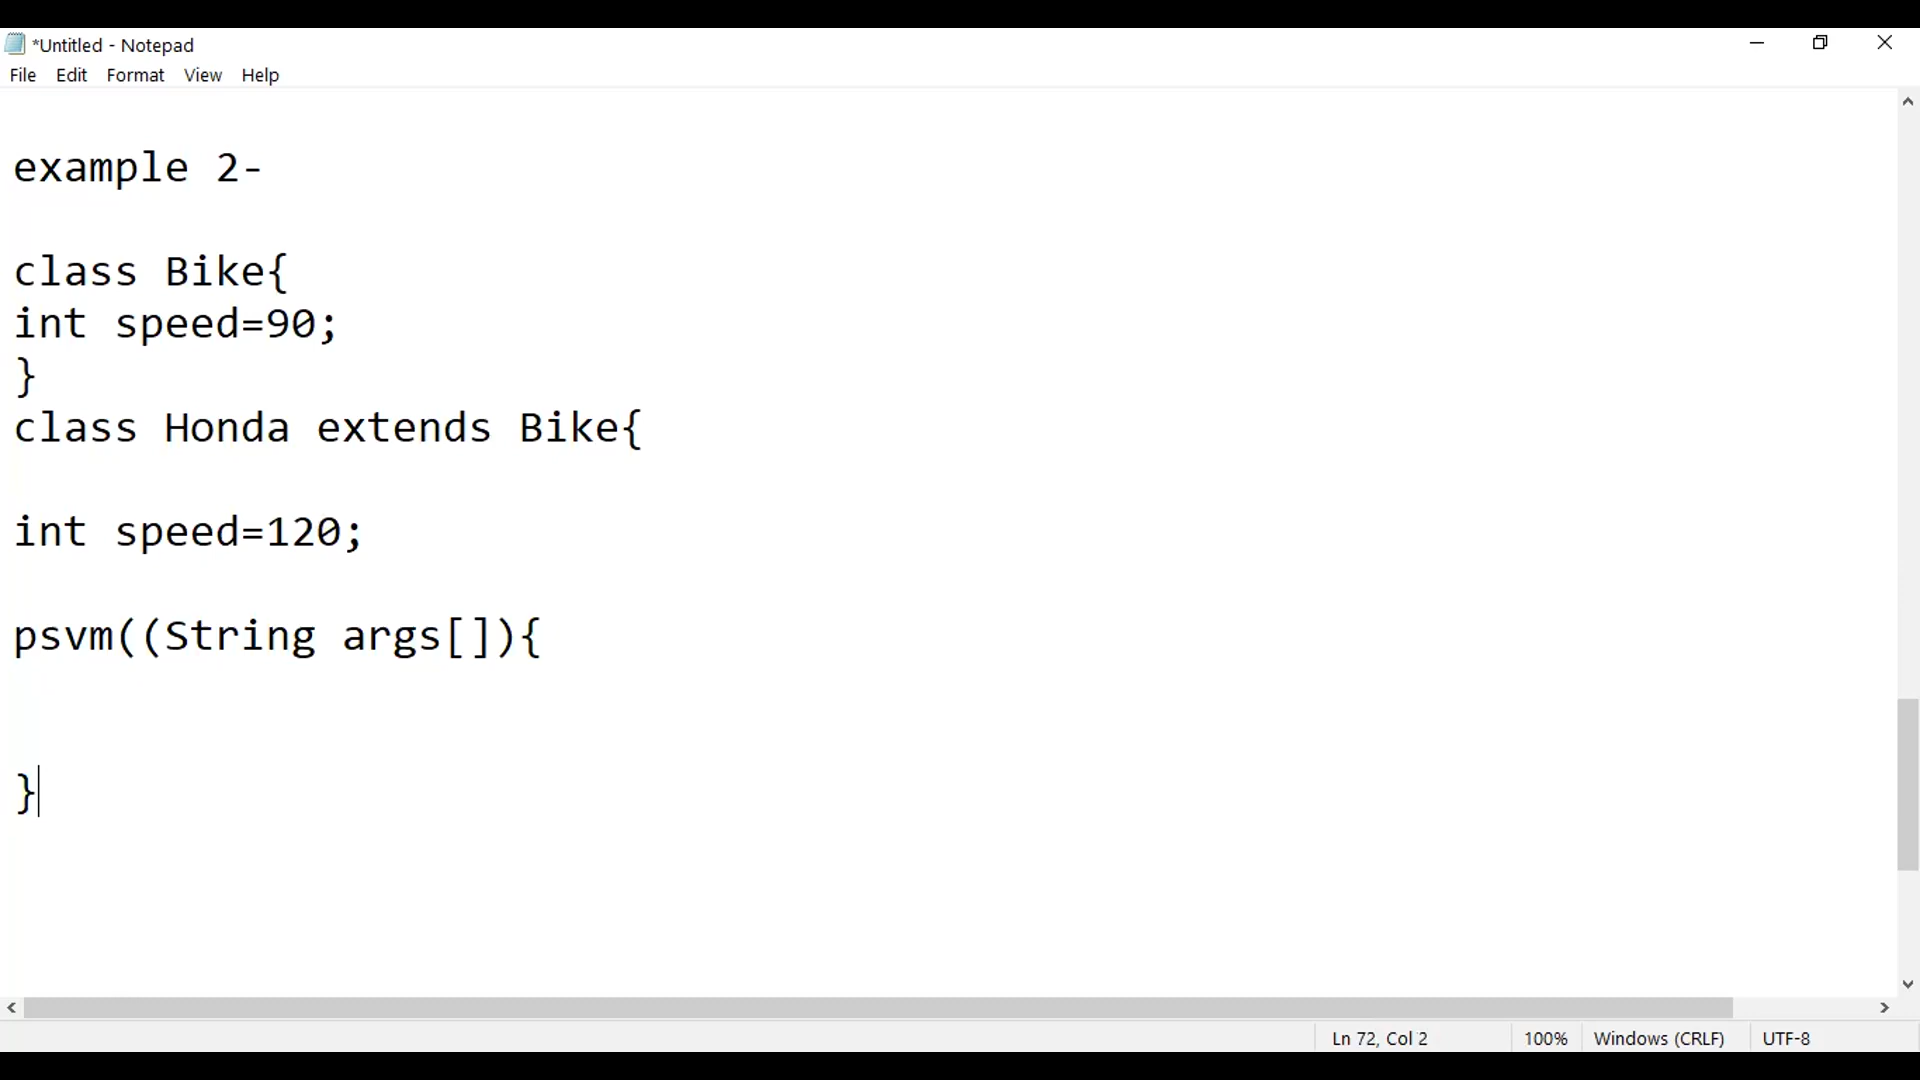 *Untitled - Notepad
File Edit Format View Help
example 2-
class Bike{
int speed=90;
}
class Honda extends Bike{
int speed=120;
psvm((String args[]){
}
Ln 72, Col 2 100% Windows (CRLF) UTF-8